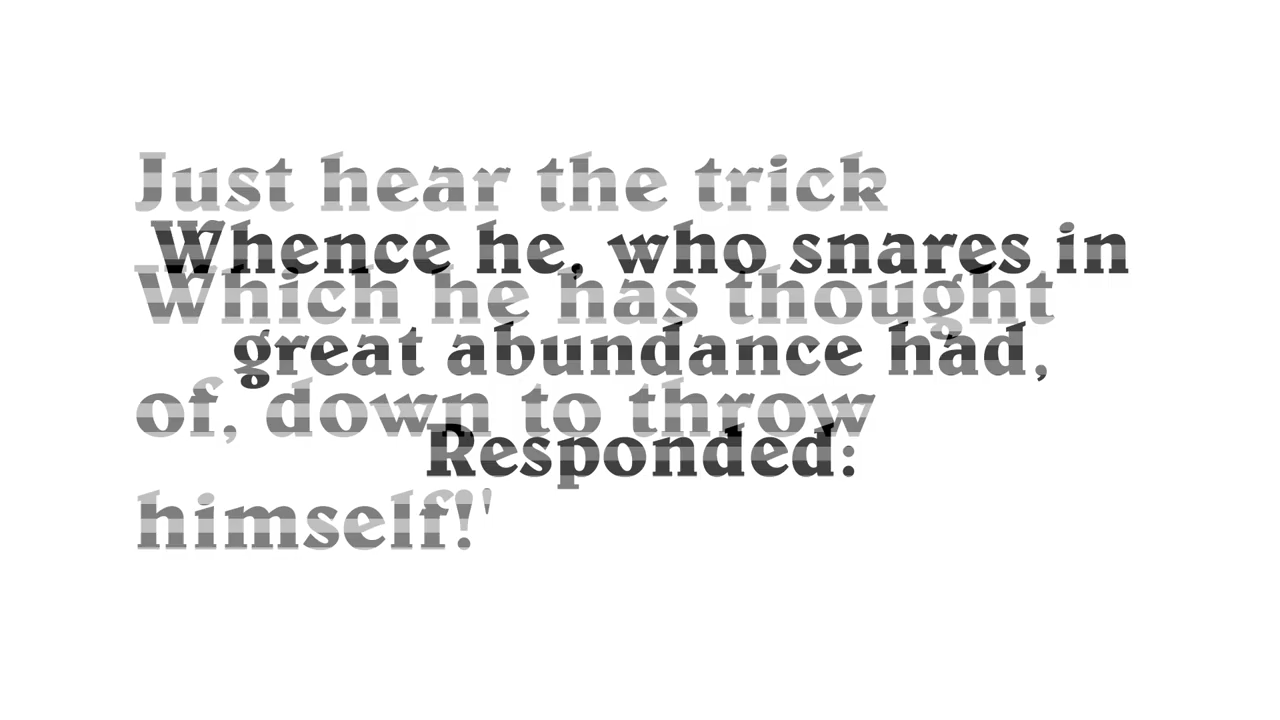 Just hear the trick
Whence he, who snares in
Which he has thought
great abundance had,
of, down to throw
Responded:
himself!'